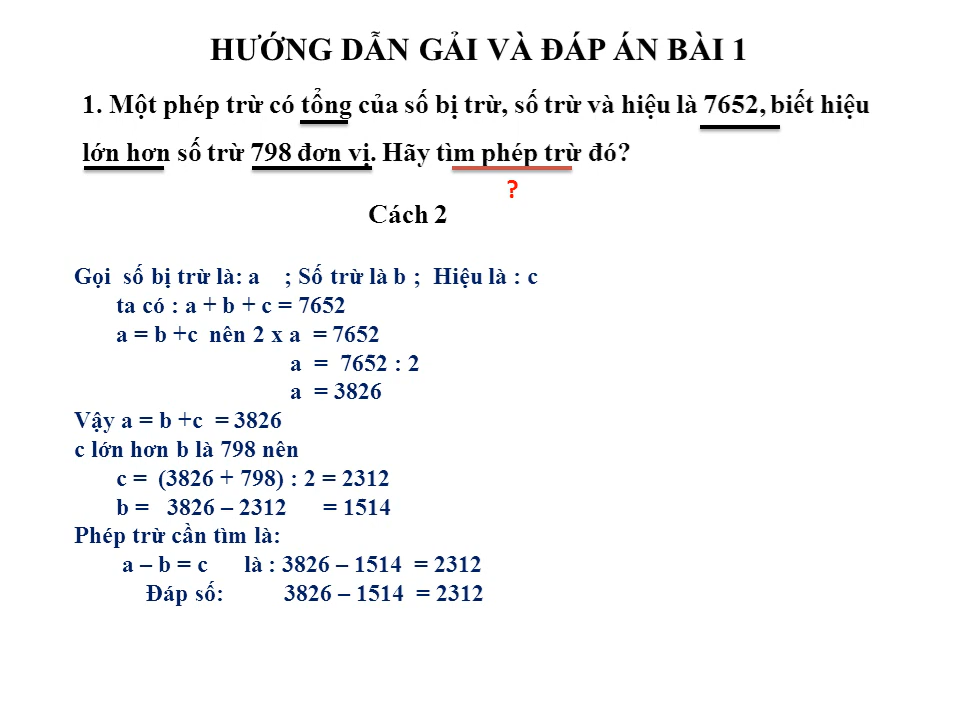 HƯỚNG DẪN GẢI VÀ ĐÁP ÁN BÀI 1
1. Một phép trừ có tổng của số bị trừ, số trừ và hiệu là 7652, biết hiệu
lớn hơn số trừ 798 đơn vị. Hãy tìm phép trừ đó?
?
Cách 2
Gọi số bị trừ là: a ; Số trừ là b ; Hiệu là : c
ta có : a + b + c = 7652
a = b +c nên 2 x a = 7652
a = 7652 : 2
a = 3826
Vậy a = b +c = 3826
c lớn hơn b là 798 nên
c = (3826 + 798) : 2 = 2312
b = 3826 – 2312 = 1514
Phép trừ cần tìm là:
a – b = c là : 3826 – 1514 = 2312
Đáp số: 3826 – 1514 = 2312